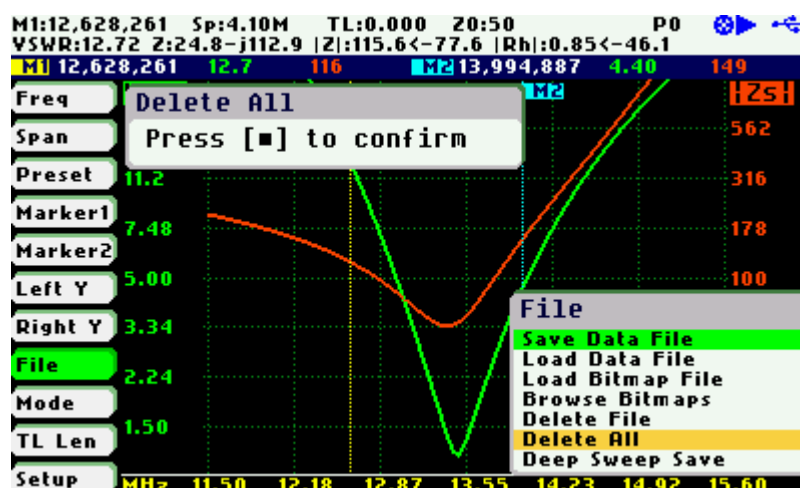 M1:12,628,261 Sp:4.10M TL:0.000 Z0:50 P0
VSWR:12.72 Z:24.8-j112.9 |Z|:115.6<-77.6 |Rh|:0.85<-46.1
M1 12,628,261 12.7 116 M2 13,994,887 4.40 149
Freq
Span
Preset
Marker1
Marker2
Left Y
Right Y
File
Mode
TL Len
Setup
Delete All
Press [■] to confirm
M2
|Zs|
11.2
7.48
5.00
3.34
2.24
1.50
562
316
178
100
File
Save Data File
Load Data File
Load Bitmap File
Browse Bitmaps
Delete File
Delete All
Deep Sweep Save
MHz 11.50 12.18 12.87 13.55 14.23 14.92 15.60